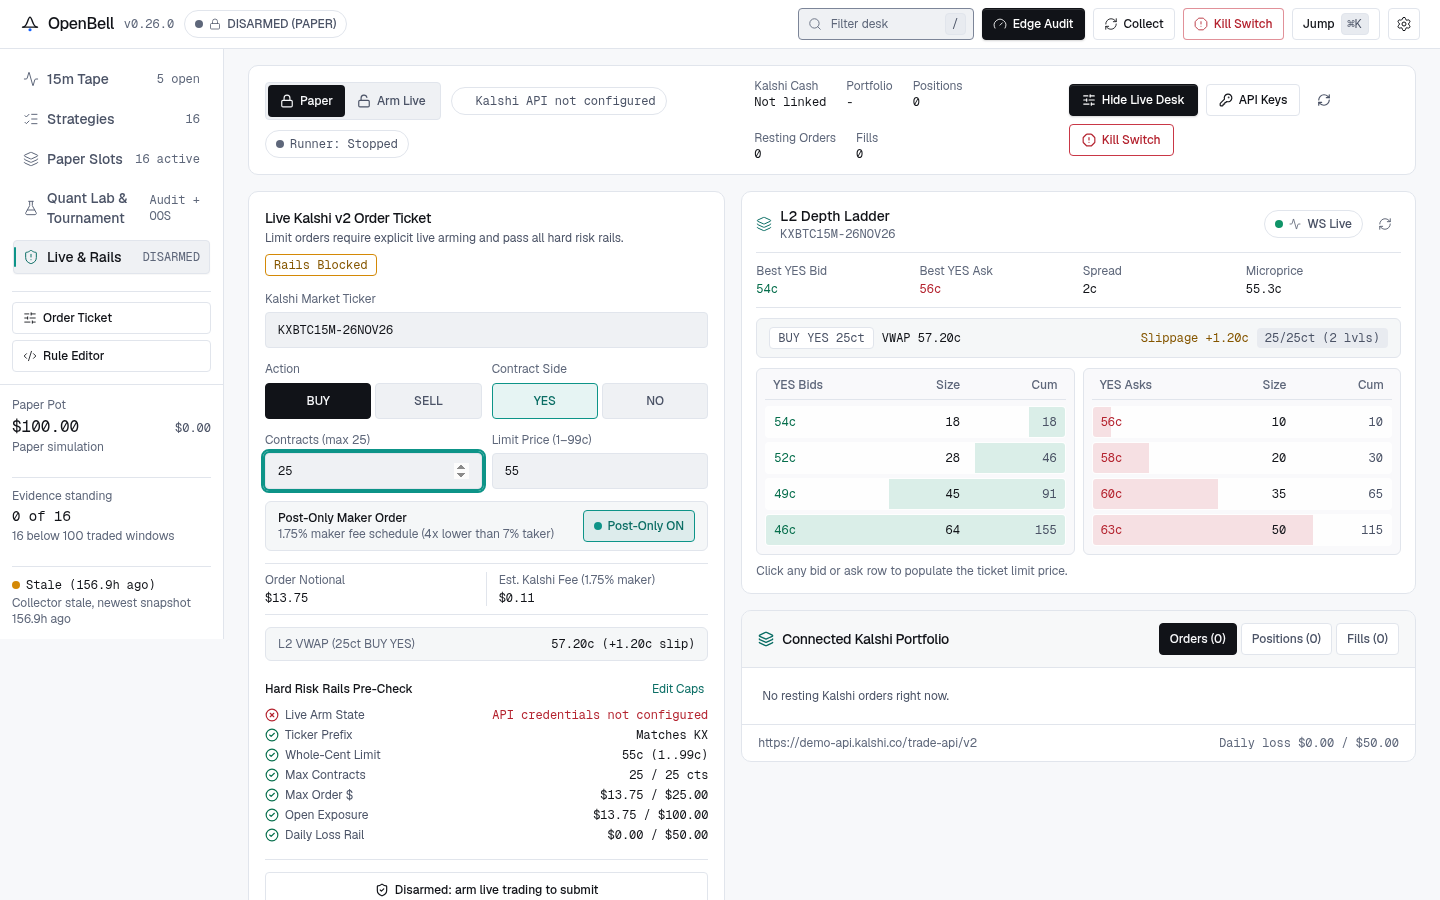 OpenBell v0.26.0 DISARMED (PAPER) Filter desk / Edge Audit Collect Kill Switch Jump ⌘K
15m Tape 5 open
Strategies 16
Paper Slots 16 active
Quant Lab & Tournament Audit + OOS
Live & Rails DISARMED
Order Ticket
Rule Editor
Paper Pot
$100.00 $0.00
Paper simulation
Evidence standing
0 of 16
16 below 100 traded windows
Stale (156.9h ago)
Collector stale, newest snapshot
156.9h ago
Paper Arm Live Kalshi API not configured
Runner: Stopped
Kalshi Cash Portfolio Positions
Not linked - 0
Resting Orders Fills
0 0
Hide Live Desk API Keys
Kill Switch
Live Kalshi v2 Order Ticket
Limit orders require explicit live arming and pass all hard risk rails.
Rails Blocked
Kalshi Market Ticker
KXBTC15M-26NOV26
Action Contract Side
BUY SELL YES NO
Contracts (max 25) Limit Price (1–99c)
25 55
Post-Only Maker Order
1.75% maker fee schedule (4x lower than 7% taker)
Post-Only ON
Order Notional Est. Kalshi Fee (1.75% maker)
$13.75 $0.11
L2 VWAP (25ct BUY YES) 57.20c (+1.20c slip)
Hard Risk Rails Pre-Check Edit Caps
Live Arm State API credentials not configured
Ticker Prefix Matches KX
Whole-Cent Limit 55c (1..99c)
Max Contracts 25 / 25 cts
Max Order $ $13.75 / $25.00
Open Exposure $13.75 / $100.00
Daily Loss Rail $0.00 / $50.00
Disarmed: arm live trading to submit
L2 Depth Ladder
KXBTC15M-26NOV26
WS Live
Best YES Bid Best YES Ask Spread Microprice
54c 56c 2c 55.3c
BUY YES 25ct VWAP 57.20c Slippage +1.20c 25/25ct (2 lvls)
YES Bids Size Cum YES Asks Size Cum
54c 18 18 56c 10 10
52c 28 46 58c 20 30
49c 45 91 60c 35 65
46c 64 155 63c 50 115
Click any bid or ask row to populate the ticket limit price.
Connected Kalshi Portfolio Orders (0) Positions (0) Fills (0)
No resting Kalshi orders right now.
https://demo-api.kalshi.co/trade-api/v2 Daily loss $0.00 / $50.00